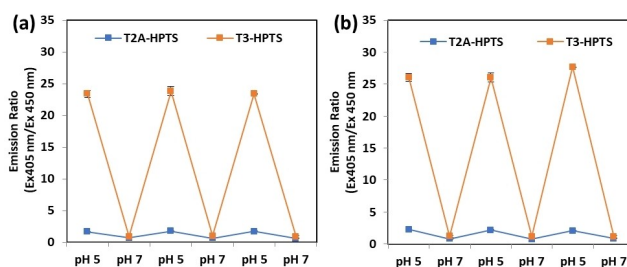 (a)
T2A-HPTS T3-HPTS
Emission Ratio
(Ex405 nm/Ex 450 nm)
35
30
25
20
15
10
5
0
pH 5 pH 7 pH 5 pH 7 pH 5 pH 7
(b)
T2A-HPTS T3-HPTS
Emission Ratio
(Ex405 nm/Ex 450 nm
35
30
25
20
15
10
5
0
pH 5 pH 7 pH 5 pH 7 pH 5 pH 7